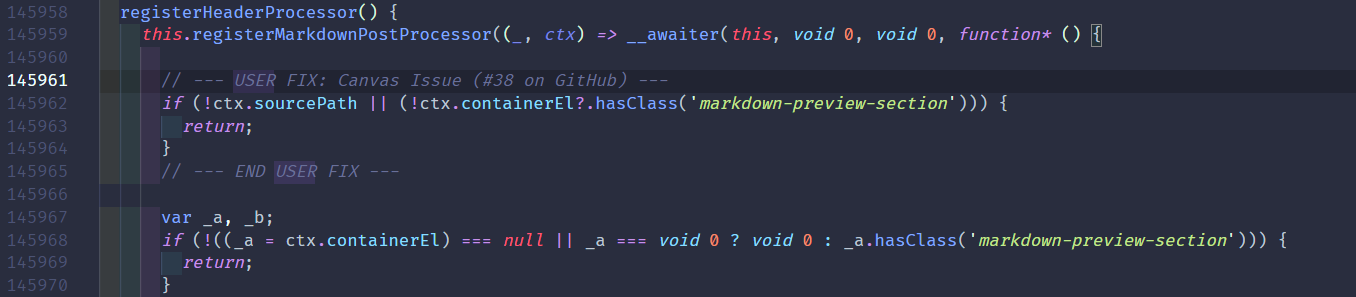 145958 registerHeaderProcessor() {
145959 this.registerMarkdownPostProcessor((_, ctx) => __awaiter(this, void 0, void 0, function* () {
145960
145961 // --- USER FIX: Canvas Issue (#38 on GitHub) ---
145962 if (!ctx.sourcePath || (!ctx.containerEl?.hasClass('markdown-preview-section'))) {
145963 return;
145964 }
145965 // --- END USER FIX ---
145966
145967 var _a, _b;
145968 if (!((_a = ctx.containerEl) === null || _a === void 0 ? void 0 : _a.hasClass('markdown-preview-section'))) {
145969 return;
145970 }